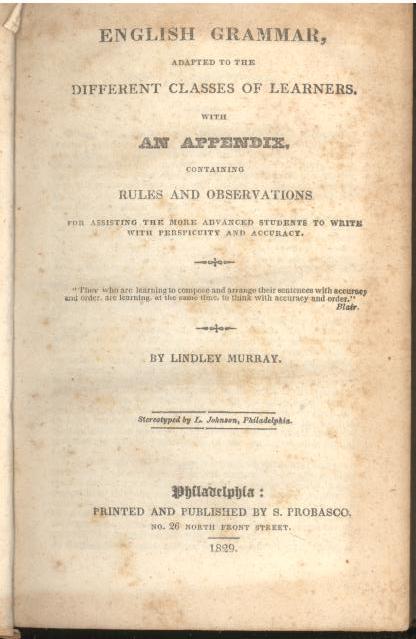 ENGLISH GRAMMAR,
ADAPTED TO THE
DIFFERENT CLASSES OF LEARNERS.
WITH
AN APPENDIX,
CONTAINING
RULES AND OBSERVATIONS
FOR ASSISTING THE MORE ADVANCED STUDENTS TO WRITE
WITH PERSPICUITY AND ACCURACY.
"They who are learning to compose and arrange their sentences with accuracy
and order, are learning, at the same time, to think with accuracy and order."
Blair.
BY LINDLEY MURRAY.
Stereotyped by L. Johnson, Philadelphia.
Philadelphia:
PRINTED AND PUBLISHED BY S. PROBASCO,
NO. 26 NORTH FRONT STREET.
1829.